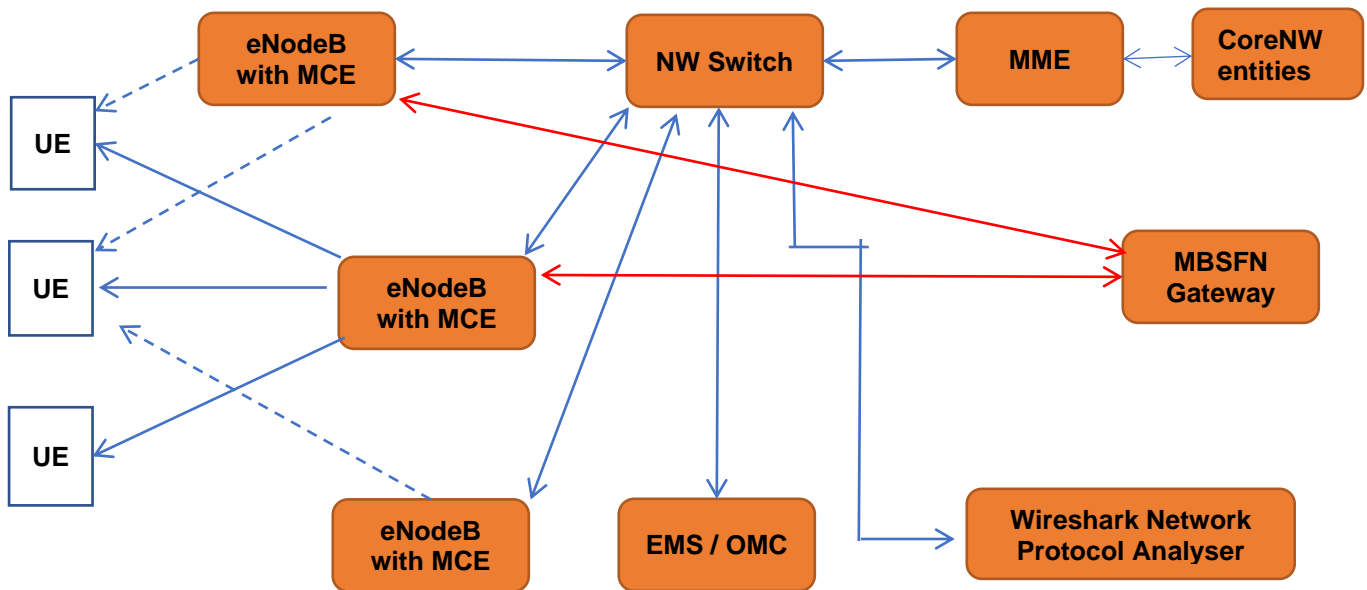 eNodeB
with MCE
NW Switch
MME
CoreNW
entities
UE
UE
eNodeB
with MCE
MBSFN
Gateway
UE
eNodeB
with MCE
EMS / OMC
Wireshark Network
Protocol Analyser